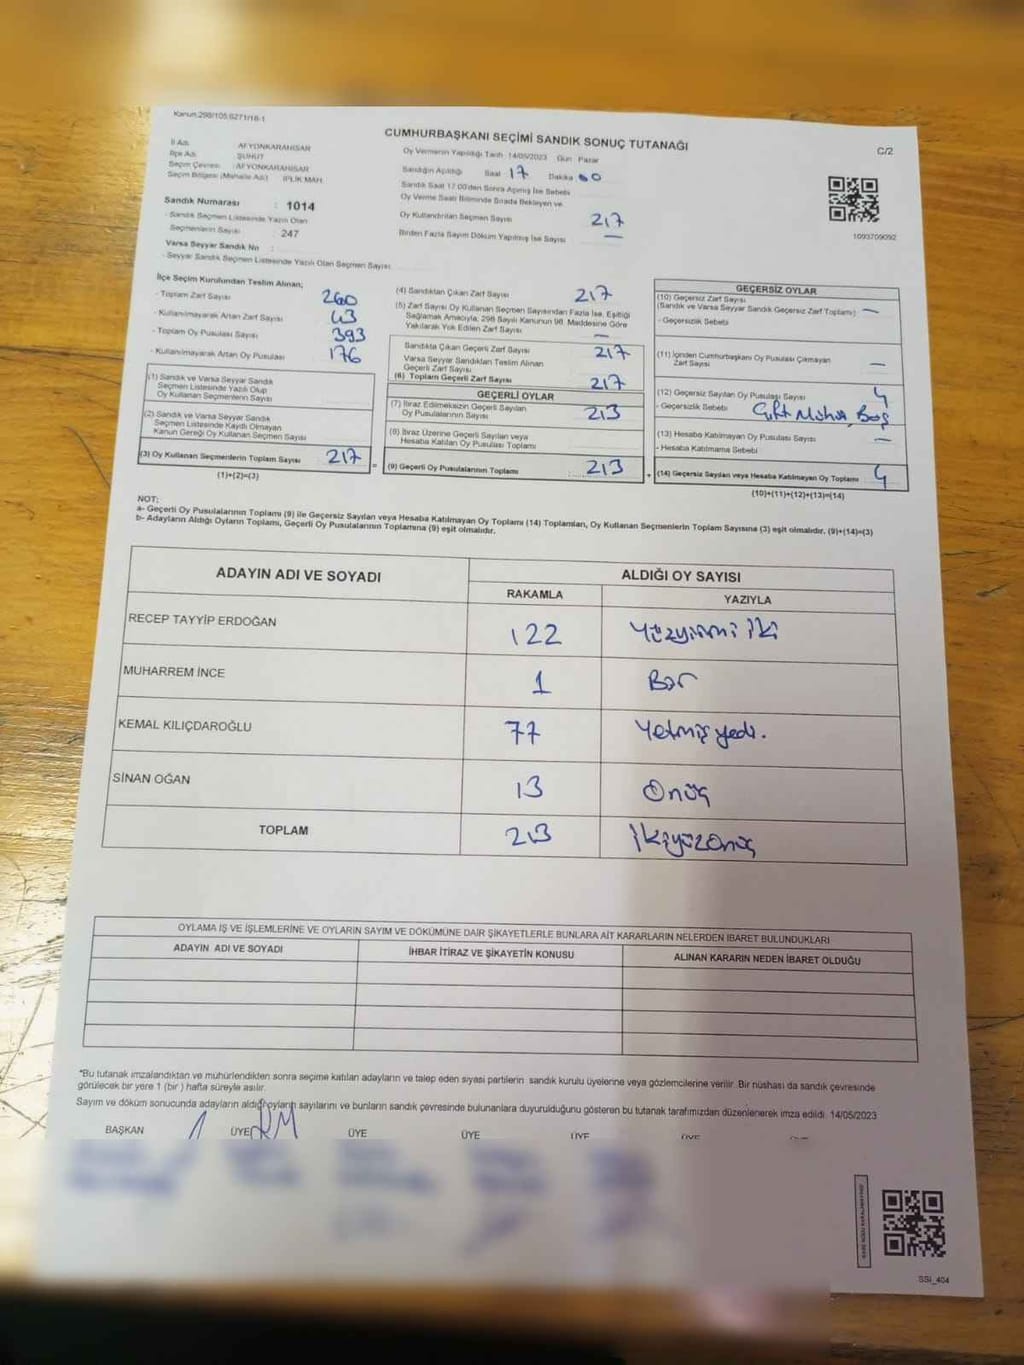 Kanun:298/105,6271/18-1
CUMHURBAŞKANI SEÇİMİ SANDIK SONUÇ TUTANAĞI
C/2
İl Adı : AFYONKARAHİSAR
İlçe Adı : ŞUHUT
Seçim Çevresi : AFYONKARAHİSAR
Seçim Bölgesi (Mahalle Adı) : İPLİK MAH.
Sandık Numarası : 1014
- Sandık Seçmen Listesinde Yazılı Olan
Seçmenlerin Sayısı : 247
Varsa Seyyar Sandık No :
- Seyyar Sandık Seçmen Listesinde Yazılı Olan Seçmen Sayısı
Oy Vermenin Yapıldığı Tarih :14/05/2023 Gün : Pazar
Sandığın Açıldığı Saat 17 Dakika 00
Sandık Saat 17:00'den Sonra Açılmış İse Sebebi
Oy Verme Saati Bitiminde Sırada Bekleyen ve
Oy Kullandırılan Seçmen Sayısı 217
Birden Fazla Sayım Döküm Yapılmış İse Sayısı —
1093709092
İlçe Seçim Kurulundan Teslim Alınan;
- Toplam Zarf Sayısı 260
- Kullanılmayarak Artan Zarf Sayısı 43
- Toplam Oy Pusulası Sayısı 393
- Kullanılmayarak Artan Oy Pusulası 176
(1) Sandık ve Varsa Seyyar Sandık
Seçmen Listesinde Yazılı Olup
Oy Kullanan Seçmenlerin Sayısı
(2) Sandık ve Varsa Seyyar Sandık
Seçmen Listesinde Kayıtlı Olmayan
Kanun Gereği Oy Kullanan Seçmen Sayısı
(3) Oy Kullanan Seçmenlerin Toplam Sayısı 217
(1)+(2)=(3)
(4) Sandıktan Çıkan Zarf Sayısı 217
(5) Zarf Sayısı Oy Kullanan Seçmen Sayısından Fazla İse, Eşitliği
Sağlamak Amacıyla, 298 Sayılı Kanunun 98. Maddesine Göre
Yakılarak Yok Edilen Zarf Sayısı —
Sandıkta Çıkan Geçerli Zarf Sayısı 217
Varsa Seyyar Sandıktan Teslim Alınan
Geçerli Zarf Sayısı
(6) Toplam Geçerli Zarf Sayısı 217
GEÇERLİ OYLAR
(7) İtiraz Edilmeksizin Geçerli Sayılan
Oy Pusulalarının Sayısı 213
(8) İtiraz Üzerine Geçerli Sayılan veya
Hesaba Katılan Oy Pusulası Toplamı
= (9) Geçerli Oy Pusulalarının Toplamı 213
GEÇERSİZ OYLAR
(10) Geçersiz Zarf Sayısı
(Sandık ve Varsa Seyyar Sandık Geçersiz Zarf Toplamı) —
- Geçersizlik Sebebi
(11) İçinden Cumhurbaşkanı Oy Pusulası Çıkmayan
Zarf Sayısı —
(12) Geçersiz Sayılan Oy Pusulası Sayısı 4
- Geçersizlik Sebebi Çift Mühür, Boş
(13) Hesaba Katılmayan Oy Pusulası Sayısı —
- Hesaba Katılmama Sebebi
+ (14) Geçersiz Sayılan veya Hesaba Katılmayan Oy Toplamı 4
(10)+(11)+(12)+(13)=(14)
NOT:
a- Geçerli Oy Pusulalarının Toplamı (9) ile Geçersiz Sayılan veya Hesaba Katılmayan Oy Toplamı (14) Toplamları, Oy Kullanan Seçmenlerin Toplam Sayısına (3) eşit olmalıdır. (9)+(14)=(3)
b- Adayların Aldığı Oyların Toplamı, Geçerli Oy Pusulalarının Toplamına (9) eşit olmalıdır.
ADAYIN ADI VE SOYADI ALDIĞI OY SAYISI
RAKAMLA YAZIYLA
RECEP TAYYİP ERDOĞAN 122 Yüzyirmi iki
MUHARREM İNCE 1 Bir
KEMAL KILIÇDAROĞLU 77 Yetmiş yedi.
SİNAN OĞAN 13 Onüç
TOPLAM 213 İkiyüzonüç
OYLAMA İŞ VE İŞLEMLERİNE VE OYLARIN SAYIM VE DÖKÜMÜNE DAİR ŞİKAYETLERLE BUNLARA AİT KARARLARIN NELERDEN İBARET BULUNDUKLARI
ADAYIN ADI VE SOYADI İHBAR İTİRAZ VE ŞİKAYETİN KONUSU ALINAN KARARIN NEDEN İBARET OLDUĞU
*Bu tutanak imzalandıktan ve mühürlendikten sonra seçime katılan adayların ve talep eden siyasi partilerin sandık kurulu üyelerine veya gözlemcilerine verilir. Bir nüshası da sandık çevresinde
görülecek bir yere 1 (bir ) hafta süreyle asılır.
Sayım ve döküm sonucunda adayların aldığı oyların sayılarını ve bunların sandık çevresinde bulunanlara duyurulduğunu gösteren bu tutanak tarafımızdan düzenlenerek imza edildi. 14/05/2023
BAŞKAN ÜYE ÜYE ÜYE ÜYE ÜYE
SSI_404